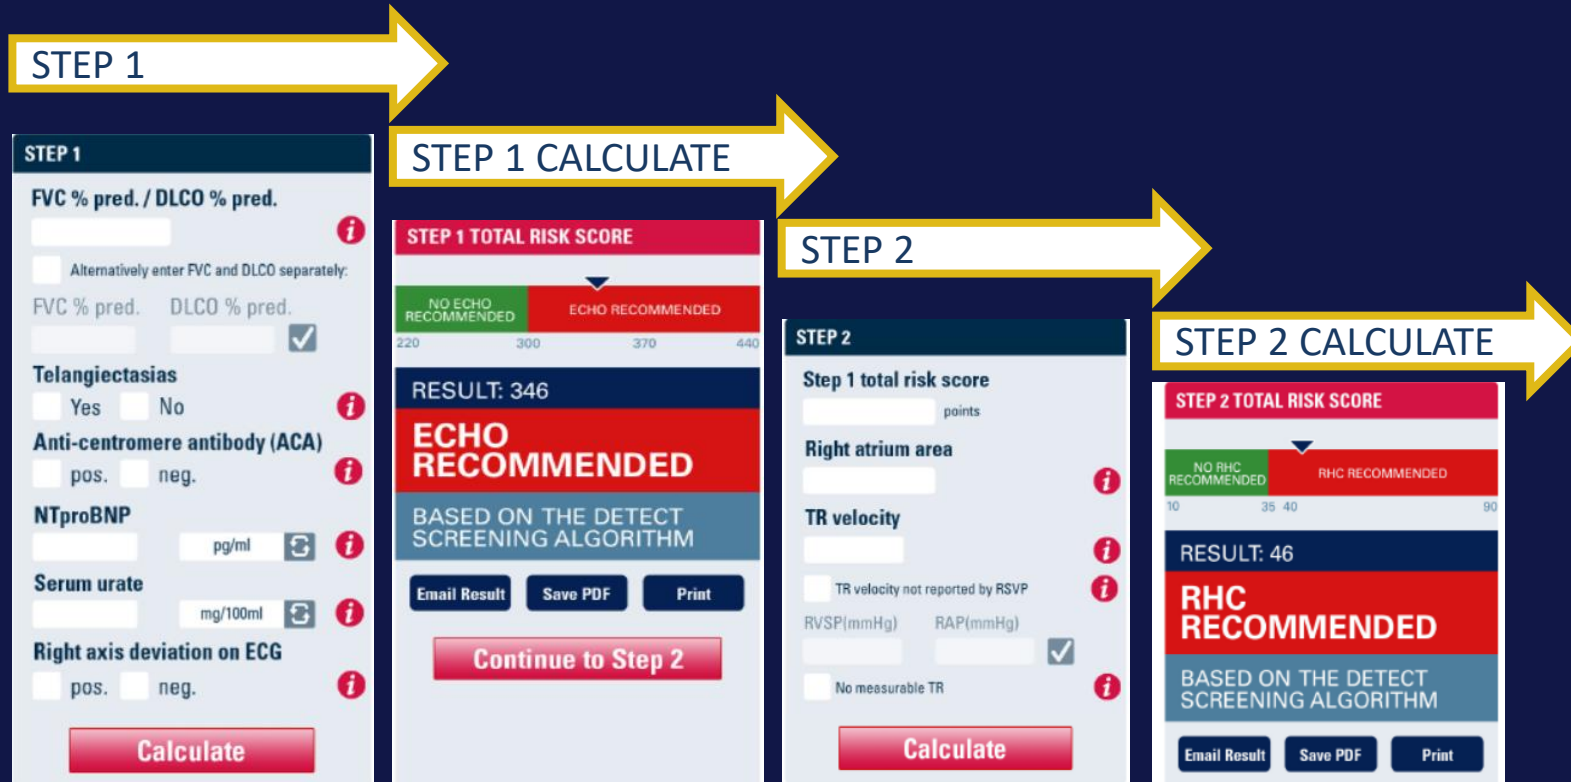 STEP 1
STEP 1
FVC % pred. / DLCO % pred.
i
Alternatively enter FVC and DLCO separately:
FVC % pred. DLCO % pred.
Telangiectasias
Yes No i
Anti-centromere antibody (ACA)
pos. neg. i
NTproBNP
pg/ml i
Serum urate
mg/100ml i
Right axis deviation on ECG
pos. neg. i
Calculate
STEP 1 CALCULATE
STEP 1 TOTAL RISK SCORE
NO ECHO
RECOMMENDED
ECHO RECOMMENDED
220 300 370 440
RESULT: 346
ECHO
RECOMMENDED
BASED ON THE DETECT
SCREENING ALGORITHM
Email Result Save PDF Print
Continue to Step 2
STEP 2
STEP 2
Step 1 total risk score
points
Right atrium area
i
TR velocity
i
TR velocity not reported by RSVP i
RVSP(mmHg) RAP(mmHg)
No measurable TR i
Calculate
STEP 2 CALCULATE
STEP 2 TOTAL RISK SCORE
NO RHC
RECOMMENDED
RHC RECOMMENDED
10 35 40 90
RESULT: 46
RHC
RECOMMENDED
BASED ON THE DETECT
SCREENING ALGORITHM
Email Result Save PDF Print